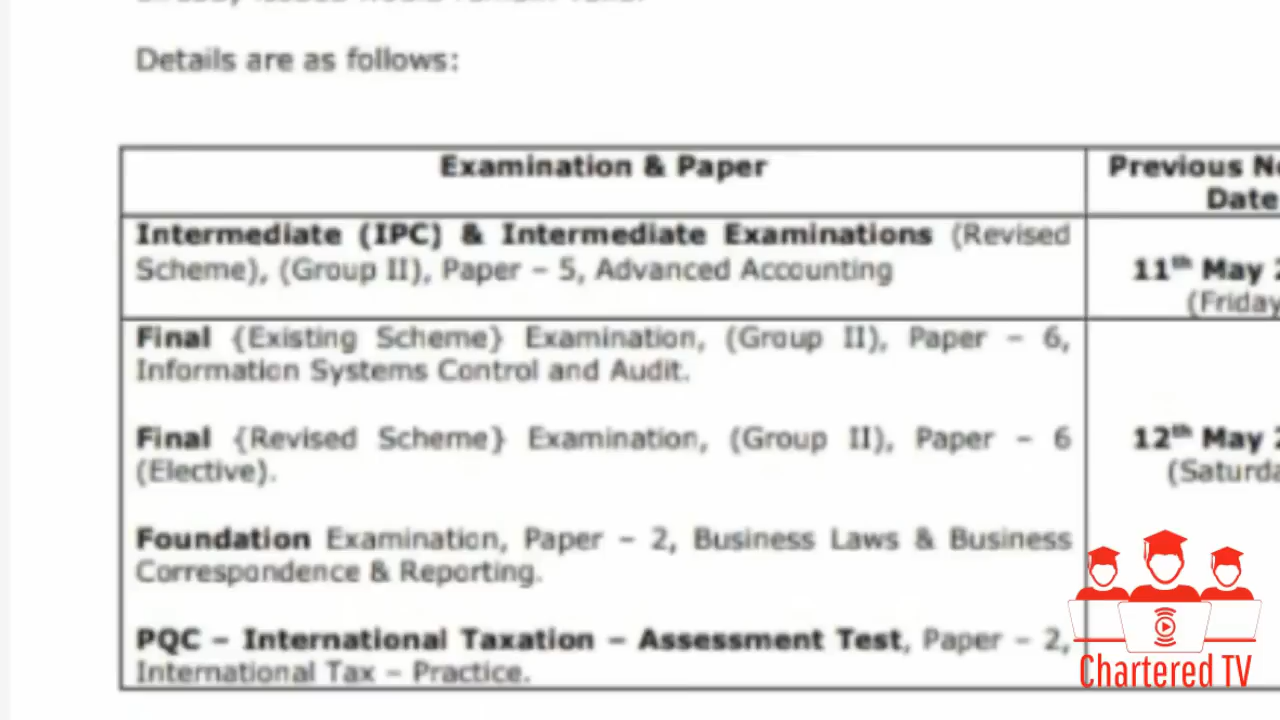 Details are as follows:
Examination & Paper
Previous
Date
Intermediate (IPC) & Intermediate Examinations (Revised
Scheme), (Group II), Paper – 5, Advanced Accounting
11th May
(Friday
Final {Existing Scheme} Examination, (Group II), Paper – 6,
Information Systems Control and Audit.
Final {Revised Scheme} Examination, (Group II), Paper – 6
(Elective).
12th May
Foundation Examination, Paper – 2, Business Laws & Business
Correspondence & Reporting.
PQC – International Taxation – Assessment Test, Paper – 2,
International Tax – Practice.
Chartered TV